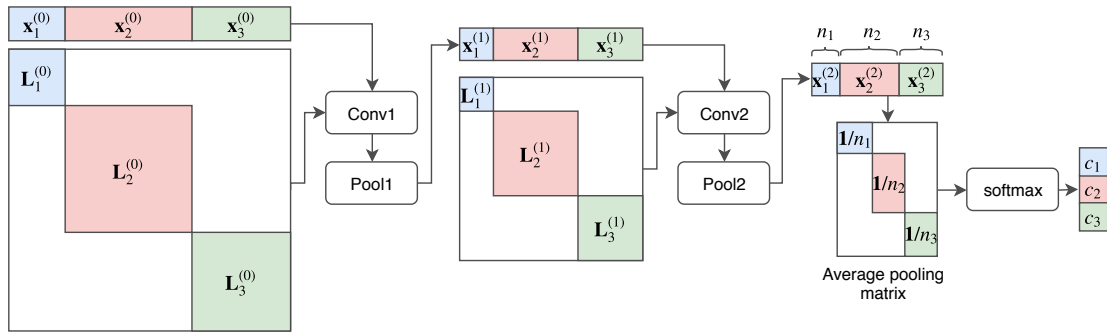 x₁⁽⁰⁾ x₂⁽⁰⁾ x₃⁽⁰⁾
L₁⁽⁰⁾
L₂⁽⁰⁾
L₃⁽⁰⁾
Conv1
Pool1
x₁⁽¹⁾ x₂⁽¹⁾ x₃⁽¹⁾
L₁⁽¹⁾
L₂⁽¹⁾
L₃⁽¹⁾
Conv2
Pool2
n₁ n₂ n₃
x₁⁽²⁾ x₂⁽²⁾ x₃⁽²⁾
1/n₁
1/n₂
1/n₃
Average pooling
matrix
softmax
c₁
c₂
c₃